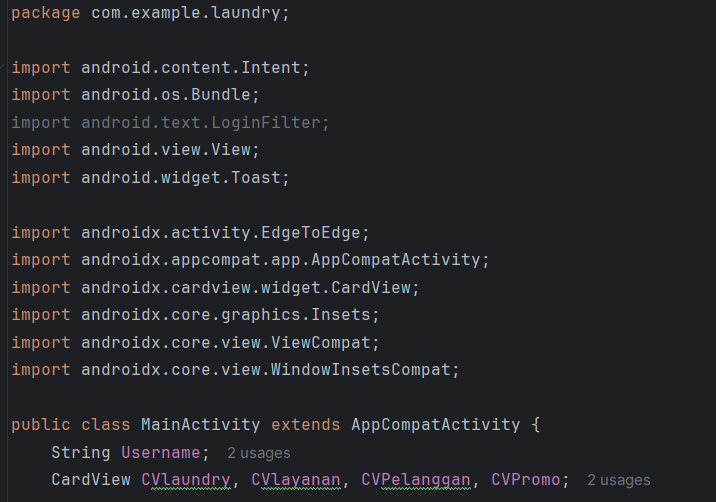 package com.example.laundry;
import android.content.Intent;
import android.os.Bundle;
import android.text.LoginFilter;
import android.view.View;
import android.widget.Toast;
import androidx.activity.EdgeToEdge;
import androidx.appcompat.app.AppCompatActivity;
import androidx.cardview.widget.CardView;
import androidx.core.graphics.Insets;
import androidx.core.view.ViewCompat;
import androidx.core.view.WindowInsetsCompat;
public class MainActivity extends AppCompatActivity {
String Username; 2 usages
CardView CVlaundry, CVlayanan, CVPelanggan, CVPromo; 2 usages